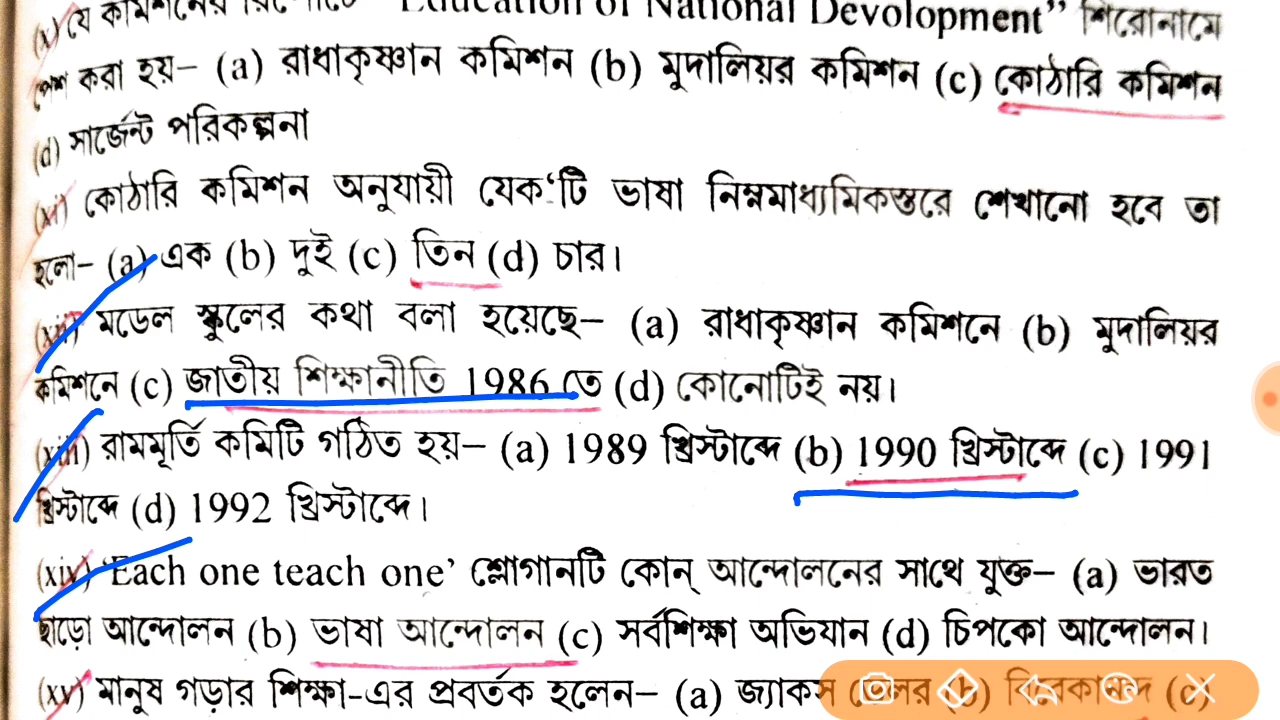 (x) যে কমিশনের রিপোর্টে "Education of National Devolopment" শিরোনামে
পেশ করা হয়– (a) রাধাকৃষ্ণান কমিশন (b) মুদালিয়র কমিশন (c) কোঠারি কমিশন
(d) সার্জেন্ট পরিকল্পনা
(xi) কোঠারি কমিশন অনুযায়ী যেক'টি ভাষা নিম্নমাধ্যমিকস্তরে শেখানো হবে তা
হলো– (a) এক (b) দুই (c) তিন (d) চার।
(xii) মডেল স্কুলের কথা বলা হয়েছে– (a) রাধাকৃষ্ণান কমিশনে (b) মুদালিয়র
কমিশনে (c) জাতীয় শিক্ষানীতি 1986 তে (d) কোনোটিই নয়।
(xiii) রামমূর্তি কমিটি গঠিত হয়– (a) 1989 খ্রিস্টাব্দে (b) 1990 খ্রিস্টাব্দে (c) 1991
খ্রিস্টাব্দে (d) 1992 খ্রিস্টাব্দে।
(xiv) 'Each one teach one' শ্লোগানটি কোন্ আন্দোলনের সাথে যুক্ত– (a) ভারত
ছাড়ো আন্দোলন (b) ভাষা আন্দোলন (c) সর্বশিক্ষা অভিযান (d) চিপকো আন্দোলন।
(xv) মানুষ গড়ার শিক্ষা-এর প্রবর্তক হলেন– (a) জ্যাকস ডেলর (b) বিবেকানন্দ (c)